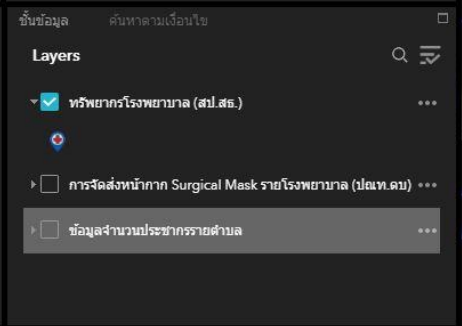 ชั้นข้อมูล ค้นหาตามเงื่อนไข
Layers
ทรัพยากรโรงพยาบาล (สป.สธ.)
การจัดส่งหน้ากาก Surgical Mask รายโรงพยาบาล (ปณท.ดบ)
ข้อมูลจำนวนประชากรรายตำบล